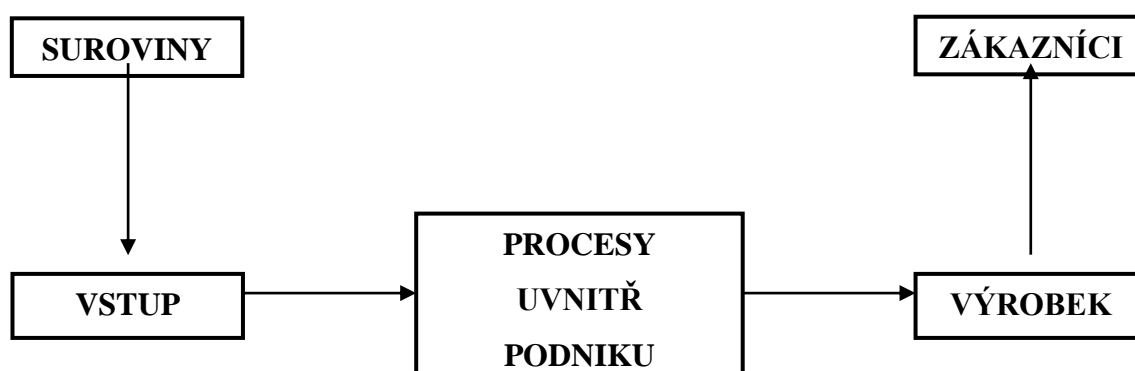 SUROVINY
ZÁKAZNÍCI
VSTUP
PROCESY
UVNITŘ
PODNIKU
VÝROBEK